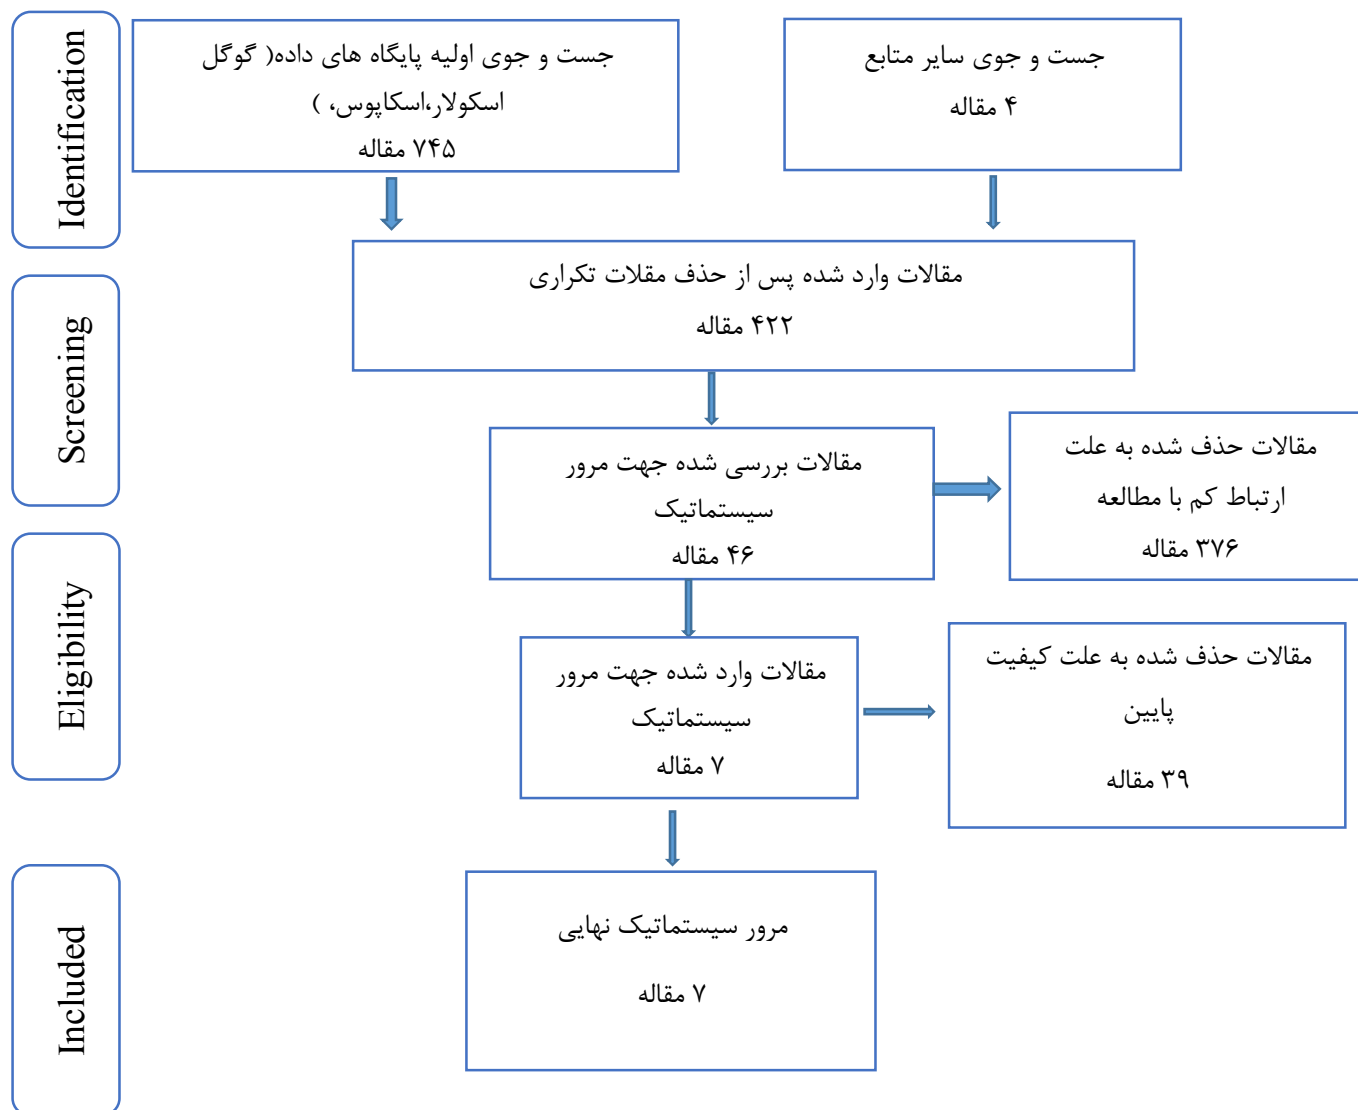 Identification
جست و جوی اولیه پایگاه های داده( گوگل
اسکولار،اسکاپوس، )
۷۴۵ مقاله
جست و جوی سایر متابع
۴ مقاله
مقالات وارد شده پس از حذف مقلات تکراری
۴۲۲ مقاله
Screening
مقالات بررسی شده جهت مرور
سیستماتیک
۴۶ مقاله
مقالات حذف شده به علت
ارتباط کم با مطالعه
۳۷۶ مقاله
Eligibility
مقالات وارد شده جهت مرور
سیستماتیک
۷ مقاله
مقالات حذف شده به علت کیفیت
پایین
۳۹ مقاله
Included
مرور سیستماتیک نهایی
۷ مقاله